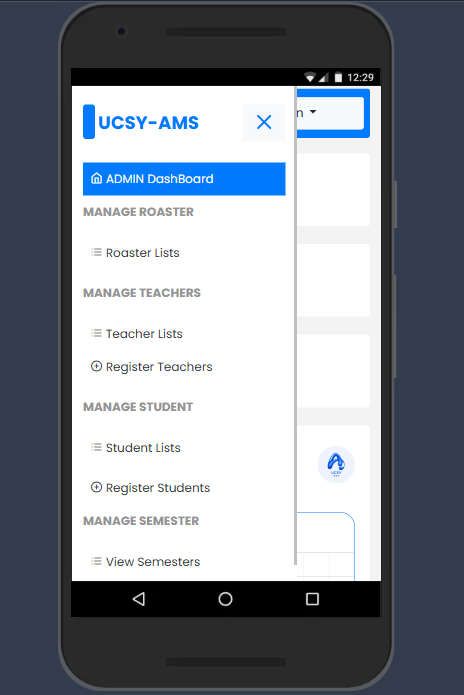 12:29
UCSY-AMS
n
ADMIN DashBoard
MANAGE ROASTER
Roaster Lists
MANAGE TEACHERS
Teacher Lists
Register Teachers
MANAGE STUDENT
Student Lists
Register Students
UCSY
MANAGE SEMESTER
View Semesters